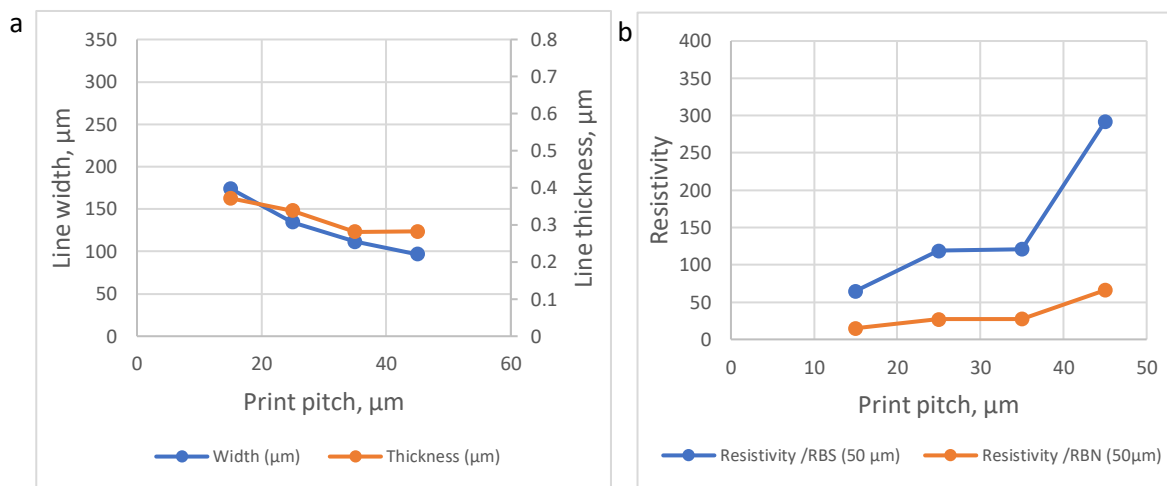 a
350
300
250
200
150
100
50
0
Line width, µm
0.8
0.7
0.6
0.5
0.4
0.3
0.2
0.1
0
Line thickness, µm
0 20 40 60
Print pitch, µm
Width (µm) Thickness (µm)
b
400
350
300
250
200
150
100
50
0
Resistivity
0 10 20 30 40 50
Print pitch, µm
Resistivity /RBS (50 µm) Resistivity /RBN (50µm)